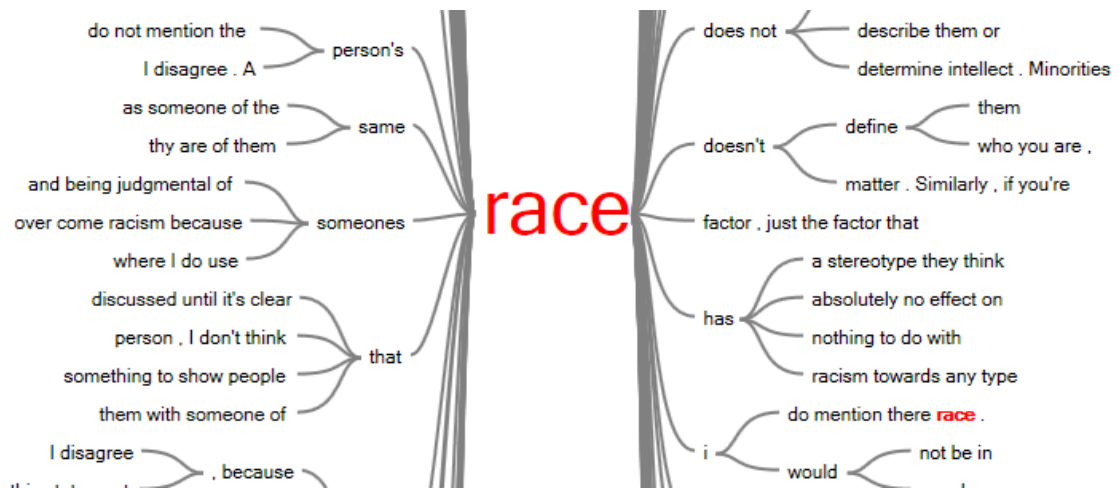 do not mention the
I disagree . A
person's
as someone of the
thy are of them
same
and being judgmental of
over come racism because
where I do use
someones
discussed until it's clear
person , I don't think
something to show people
them with someone of
that
I disagree
, because
race
does not
describe them or
determine intellect . Minorities
doesn't
define
them
who you are ,
matter . Similarly , if you're
factor , just the factor that
has
a stereotype they think
absolutely no effect on
nothing to do with
racism towards any type
i
do mention there race .
would
not be in